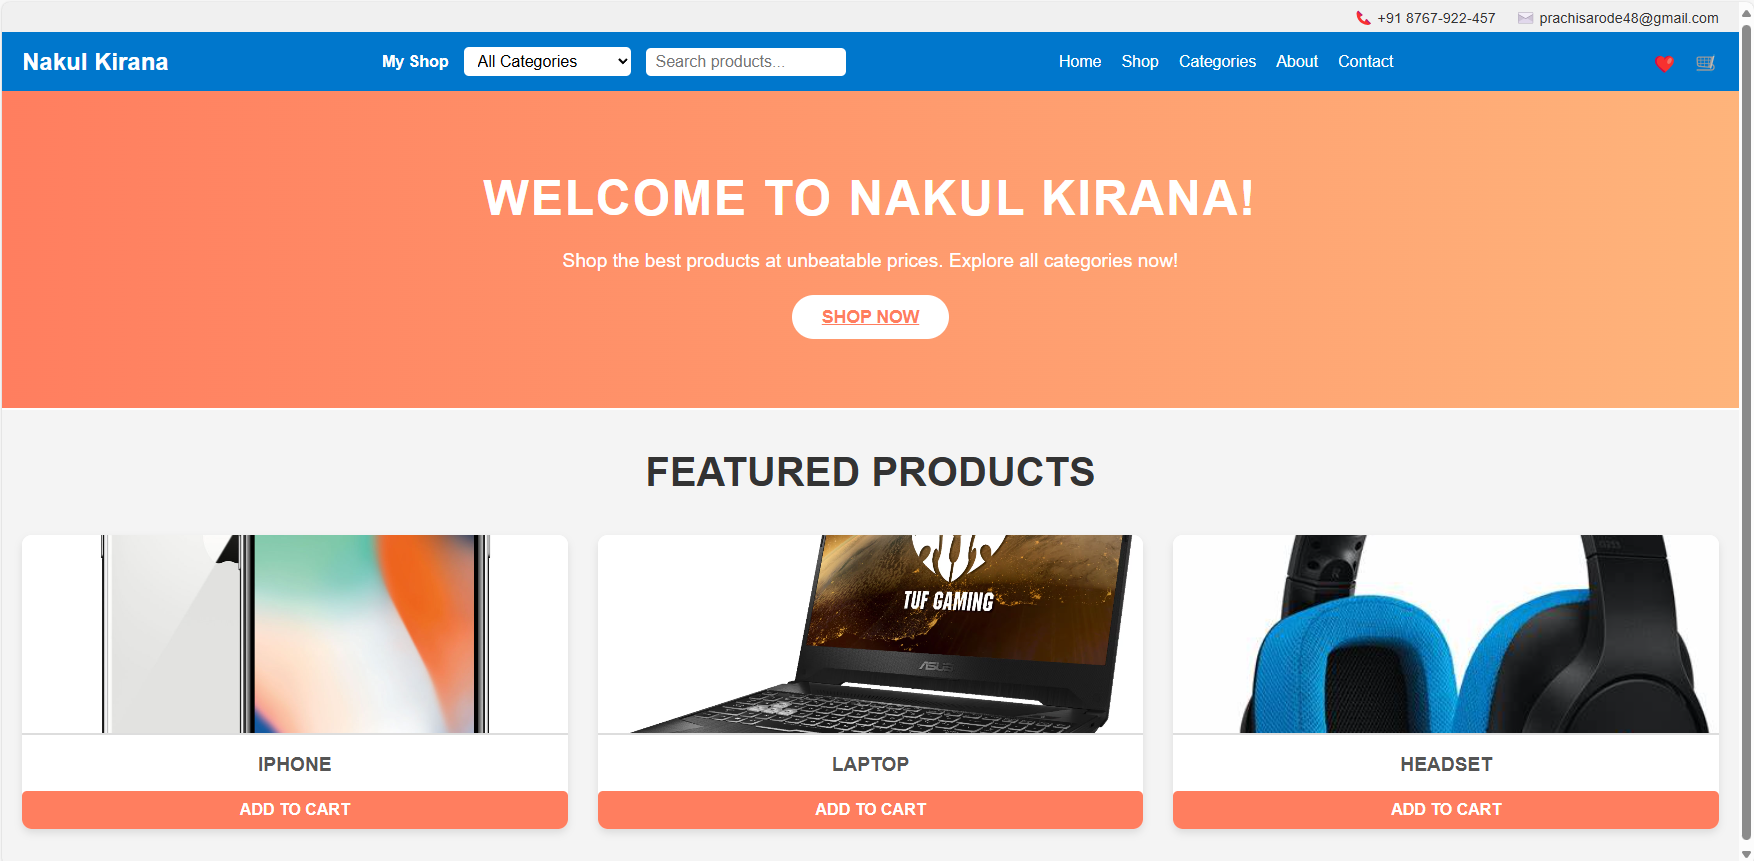 +91 8767-922-457 prachisarode48@gmail.com
Nakul Kirana My Shop All Categories Search products... Home Shop Categories About Contact
WELCOME TO NAKUL KIRANA!
Shop the best products at unbeatable prices. Explore all categories now!
SHOP NOW
FEATURED PRODUCTS
TUF GAMING
ASUS
IPHONE LAPTOP HEADSET
ADD TO CART ADD TO CART ADD TO CART